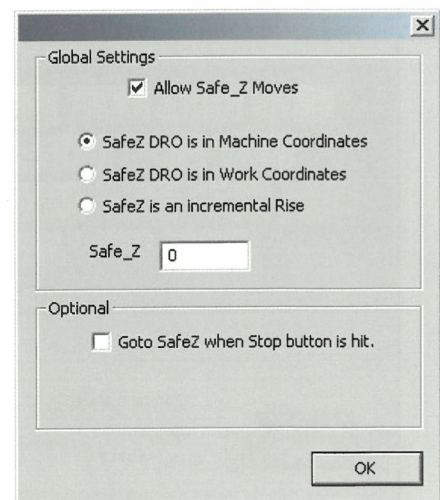 Global Settings
Allow Safe_Z Moves
SafeZ DRO is in Machine Coordinates
SafeZ DRO is in Work Coordinates
SafeZ is an incremental Rise
Safe_Z 0
Optional
Goto SafeZ when Stop button is hit.
OK